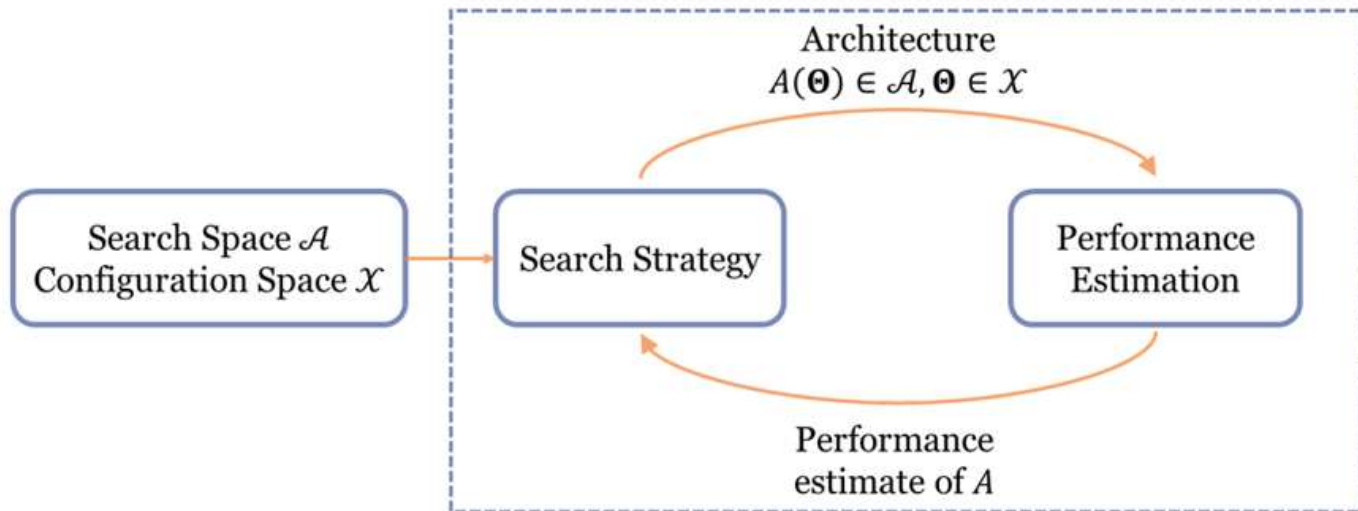 Architecture
A(𝚯) ∈ 𝒜, 𝚯 ∈ 𝒳
Search Space 𝒜
Configuration Space 𝒳
Search Strategy
Performance
Estimation
Performance
estimate of A